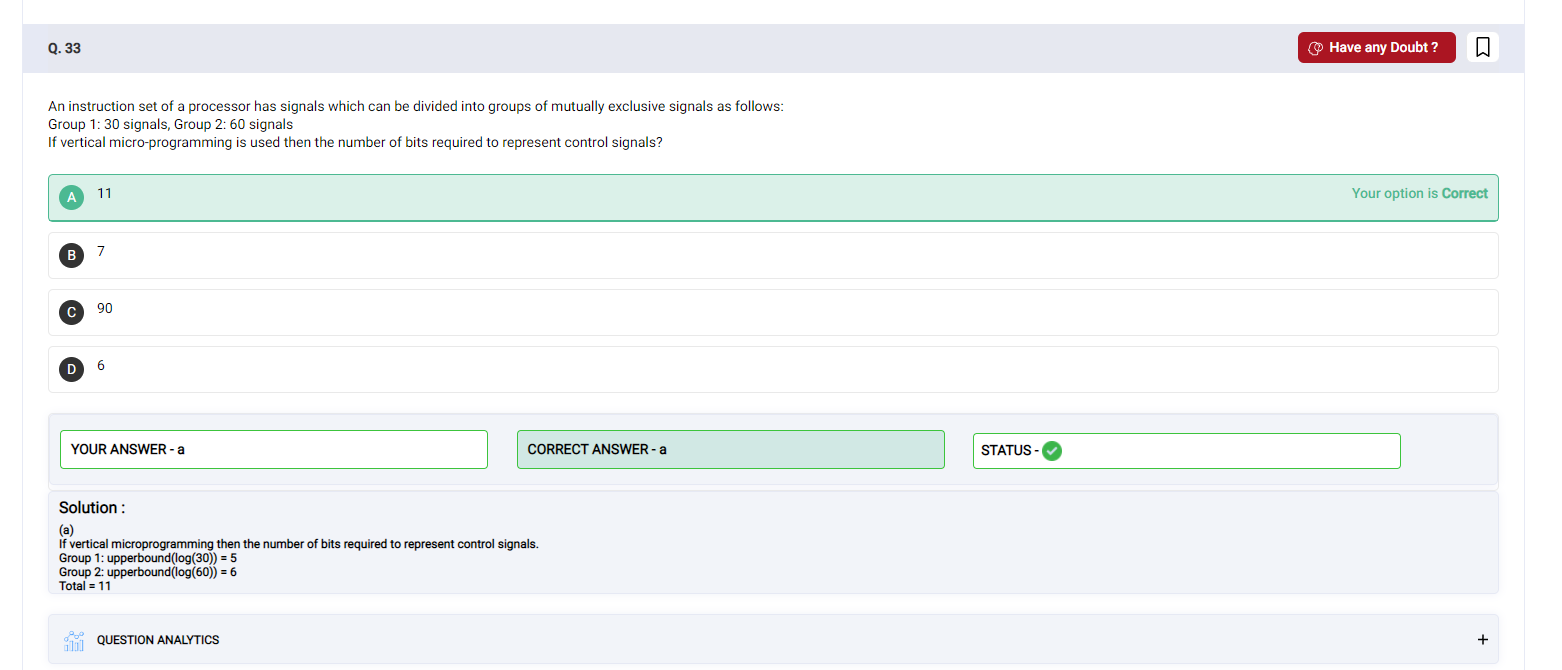 Q. 33
Have any Doubt ?
An instruction set of a processor has signals which can be divided into groups of mutually exclusive signals as follows:
Group 1: 30 signals, Group 2: 60 signals
If vertical micro-programming is used then the number of bits required to represent control signals?
A
11
Your option is Correct
B
7
C
90
D
6
YOUR ANSWER - a
CORRECT ANSWER - a
STATUS -
Solution :
(a)
If vertical microprogramming then the number of bits required to represent control signals.
Group 1: upperbound(log(30)) = 5
Group 2: upperbound(log(60)) = 6
Total = 11
QUESTION ANALYTICS
+